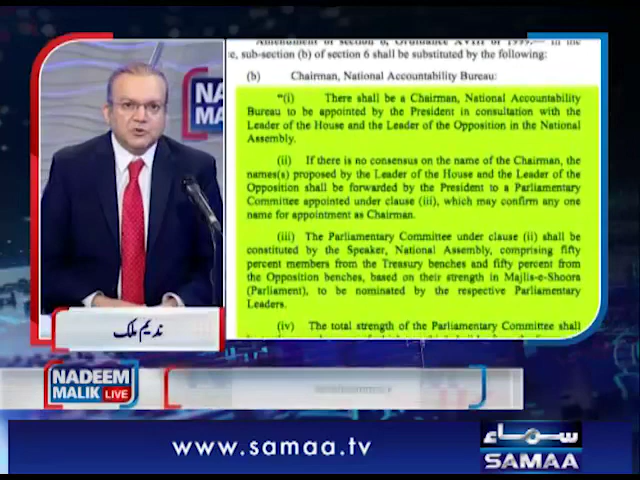 Amendment of section 6, Ordinance XVIII of 1999.— In the
e, sub-section (b) of section 6 shall be substituted by the following:
(b) Chairman, National Accountability Bureau:
"(i) There shall be a Chairman, National Accountability
Bureau to be appointed by the President in consultation with the
Leader of the House and the Leader of the Opposition in the National
Assembly.
(ii) If there is no consensus on the name of the Chairman, the
names(s) proposed by the Leader of the House and the Leader of the
Opposition shall be forwarded by the President to a Parliamentary
Committee appointed under clause (iii), which may confirm any one
name for appointment as Chairman.
(iii) The Parliamentary Committee under clause (ii) shall be
constituted by the Speaker, National Assembly, comprising fifty
percent members from the Treasury benches and fifty percent from
the Opposition benches, based on their strength in Majlis-e-Shoora
(Parliament), to be nominated by the respective Parliamentary
Leaders.
(iv) The total strength of the Parliamentary Committee shall
NADEEM
MALIK
ندیم ملک
NADEEM
MALIK LIVE
www.samaa.tv
سماء
SAMAA